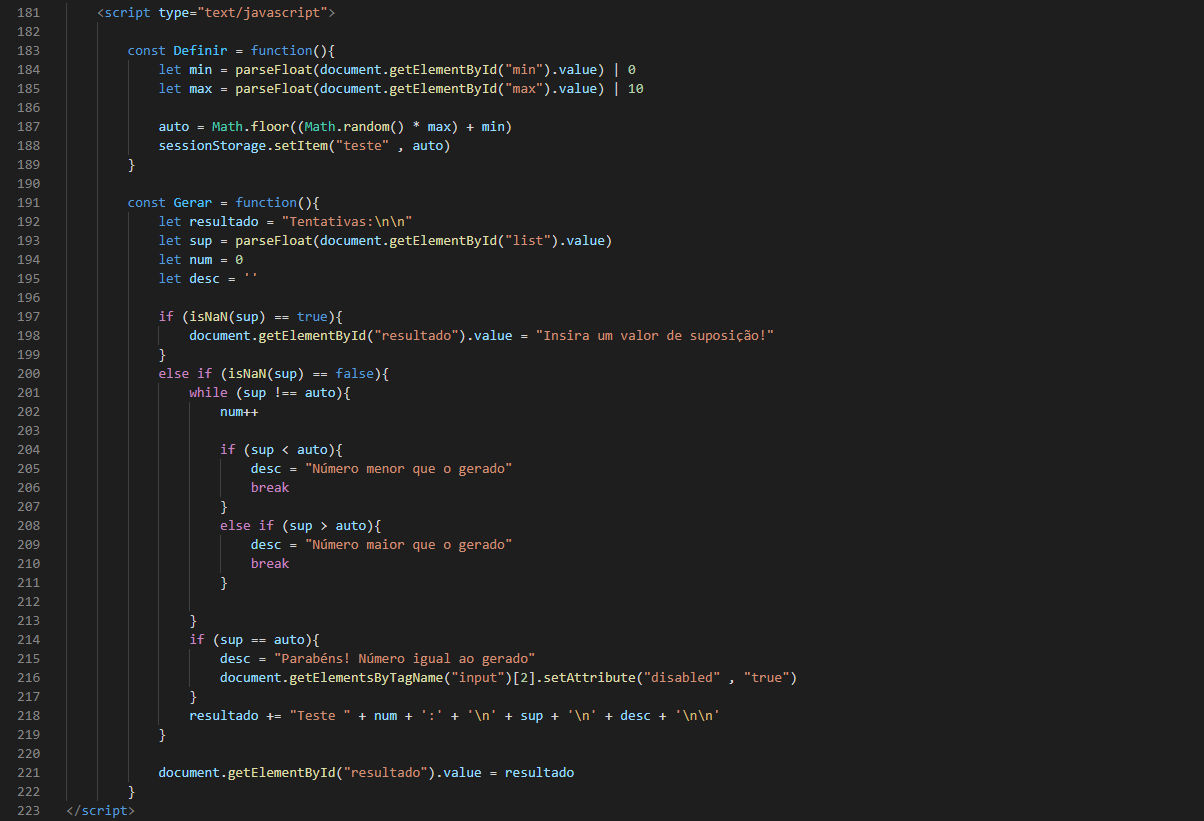 181 <script type="text/javascript">
182
183 const Definir = function(){
184 let min = parseFloat(document.getElementById("min").value) | 0
185 let max = parseFloat(document.getElementById("max").value) | 10
186
187 auto = Math.floor((Math.random() * max) + min)
188 sessionStorage.setItem("teste" , auto)
189 }
190
191 const Gerar = function(){
192 let resultado = "Tentativas:\n\n"
193 let sup = parseFloat(document.getElementById("list").value)
194 let num = 0
195 let desc = ''
196
197 if (isNaN(sup) == true){
198 document.getElementById("resultado").value = "Insira um valor de suposição!"
199 }
200 else if (isNaN(sup) == false){
201 while (sup !== auto){
202 num++
203
204 if (sup < auto){
205 desc = "Número menor que o gerado"
206 break
207 }
208 else if (sup > auto){
209 desc = "Número maior que o gerado"
210 break
211 }
212
213 }
214 if (sup == auto){
215 desc = "Parabéns! Número igual ao gerado"
216 document.getElementsByTagName("input")[2].setAttribute("disabled" , "true")
217 }
218 resultado += "Teste " + num + ':' + '\n' + sup + '\n' + desc + '\n\n'
219 }
220
221 document.getElementById("resultado").value = resultado
222 }
223 </script>